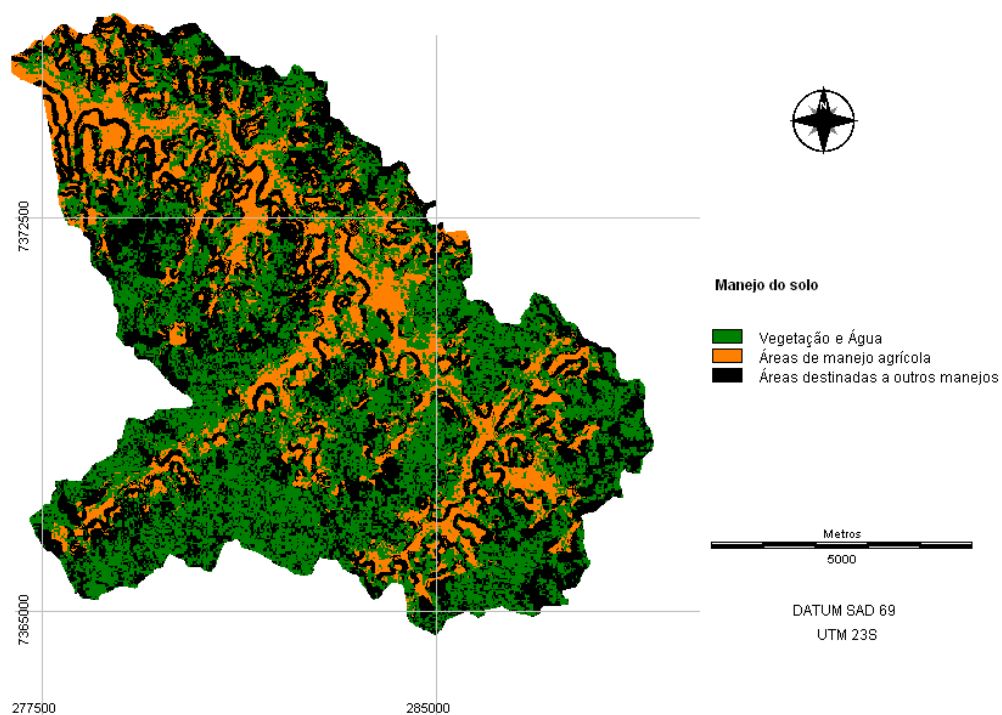 N
7372500
Manejo do solo
Vegetação e Água
Áreas de manejo agrícola
Áreas destinadas a outros manejos
Metros
5000
7365000
DATUM SAD 69
UTM 23S
277500
285000